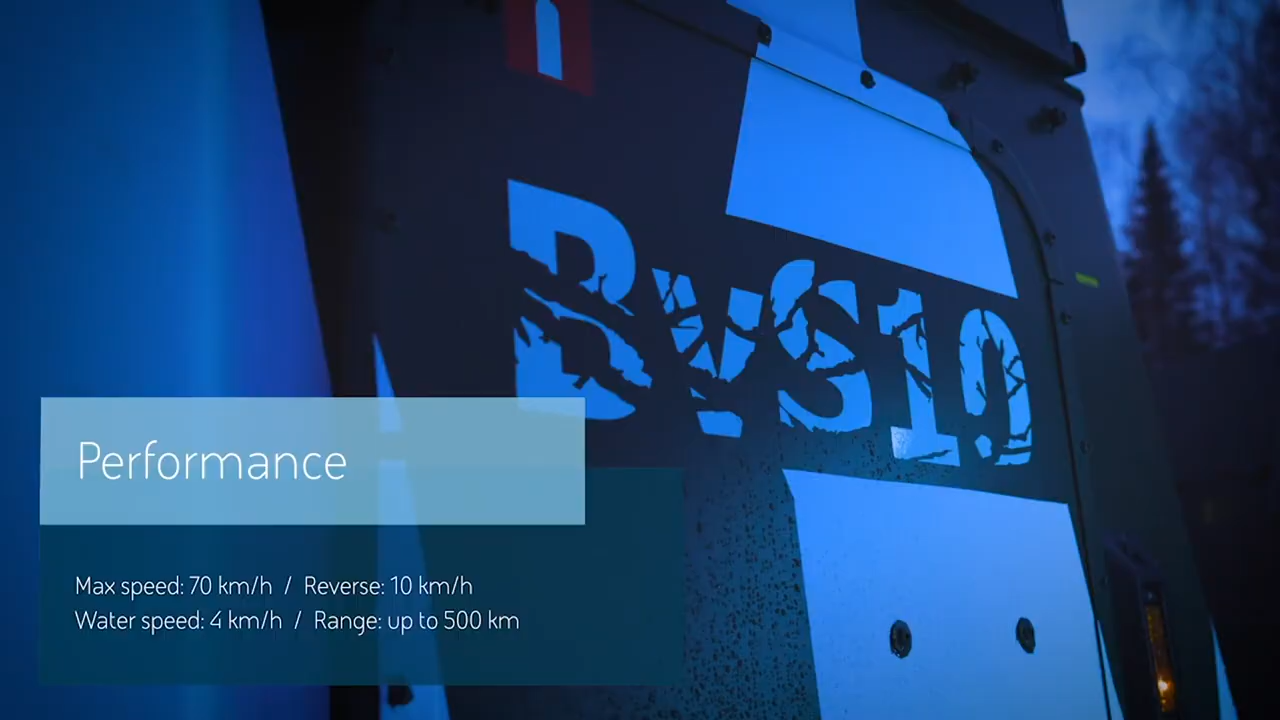 BvS10
Performance
Max speed: 70 km/h / Reverse: 10 km/h
Water speed: 4 km/h / Range: up to 500 km